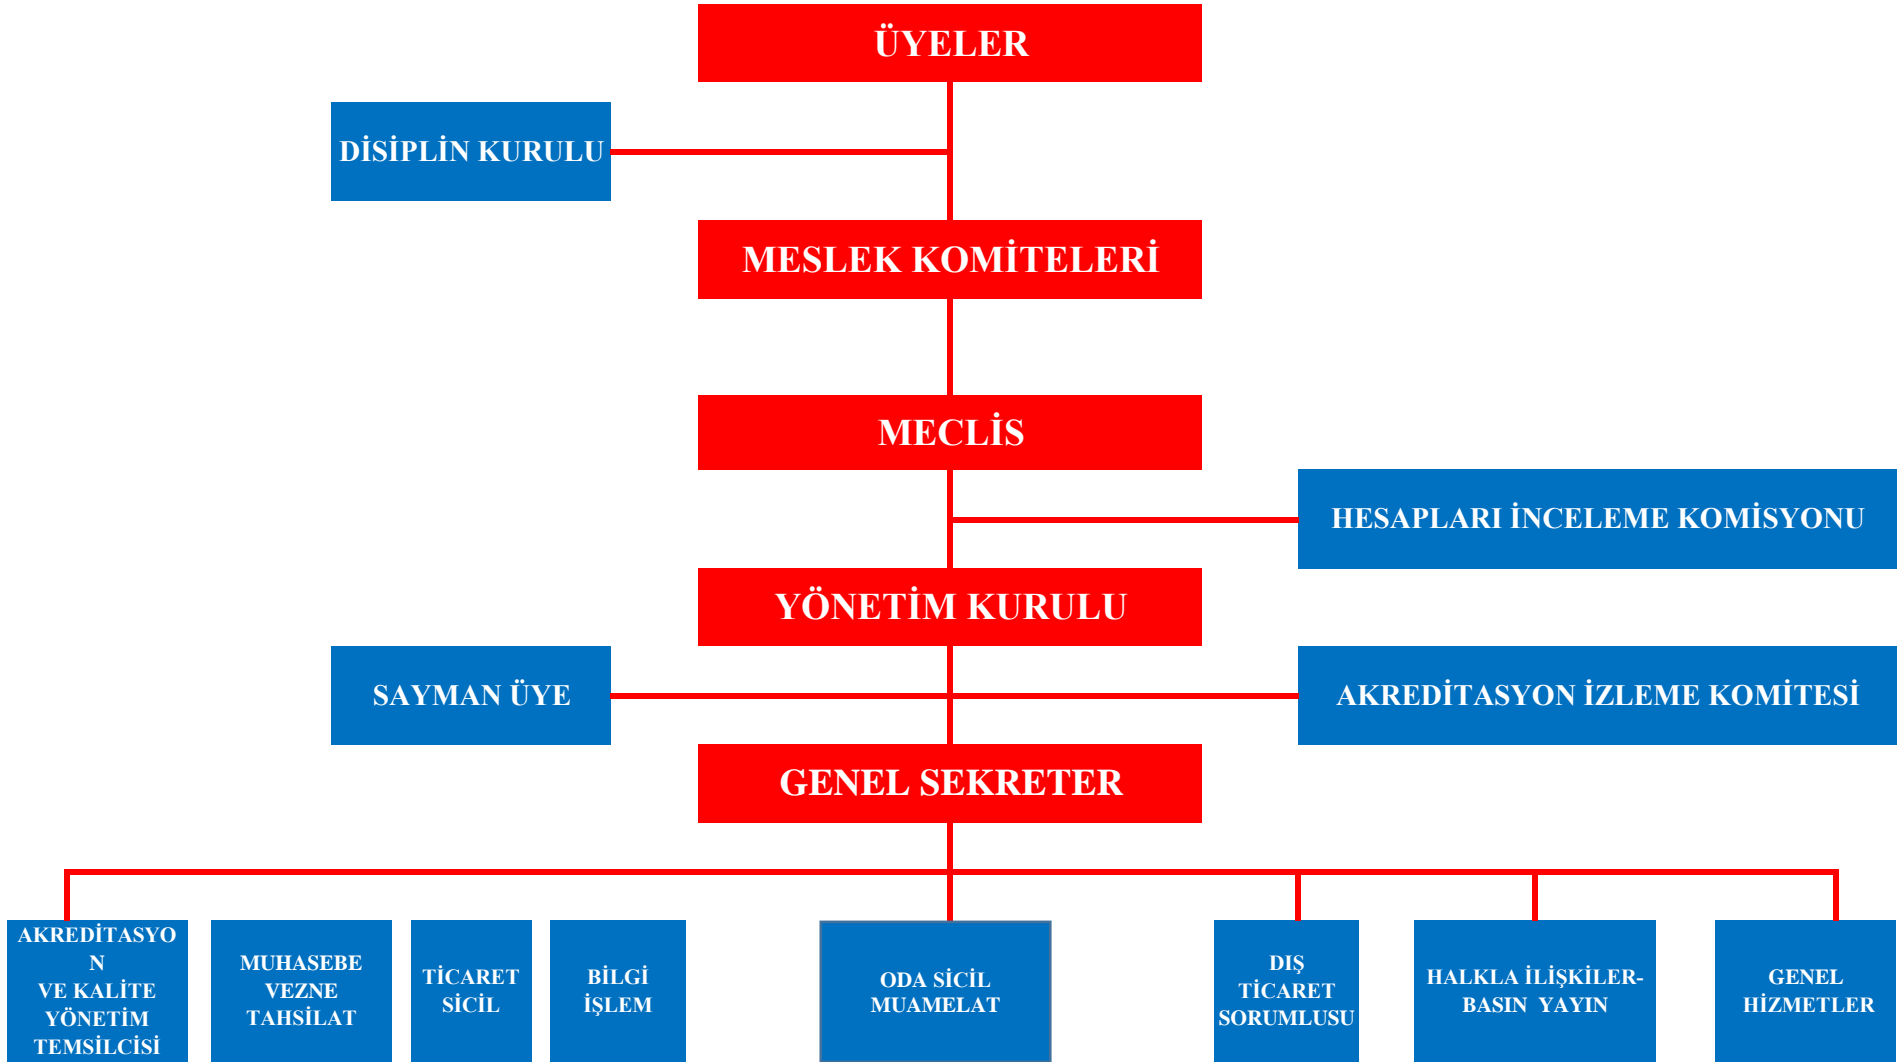 ÜYELER
DİSİPLİN KURULU
MESLEK KOMİTELERİ
MECLİS
HESAPLARI İNCELEME KOMİSYONU
YÖNETİM KURULU
SAYMAN ÜYE
AKREDİTASYON İZLEME KOMİTESİ
GENEL SEKRETER
AKREDİTASYO
N
VE KALİTE
YÖNETİM
TEMSİLCİSİ
MUHASEBE
VEZNE
TAHSİLAT
TİCARET
SİCİL
BİLGİ
İŞLEM
ODA SİCİL
MUAMELAT
DIŞ
TİCARET
SORUMLUSU
HALKLA İLİŞKİLER-
BASIN  YAYIN
GENEL
HİZMETLER